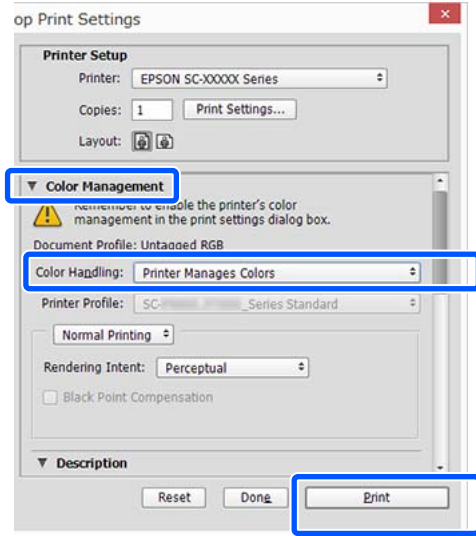 op Print Settings
Printer Setup
Printer: EPSON SC-XXXXX Series
Copies: 1 Print Settings...
Layout:
Color Management
Remember to enable the printer's color
management in the print settings dialog box.
Document Profile: Untagged RGB
Color Handling: Printer Manages Colors
Printer Profile: SC- _Series Standard
Normal Printing
Rendering Intent: Perceptual
Black Point Compensation
Description
Reset Done Print